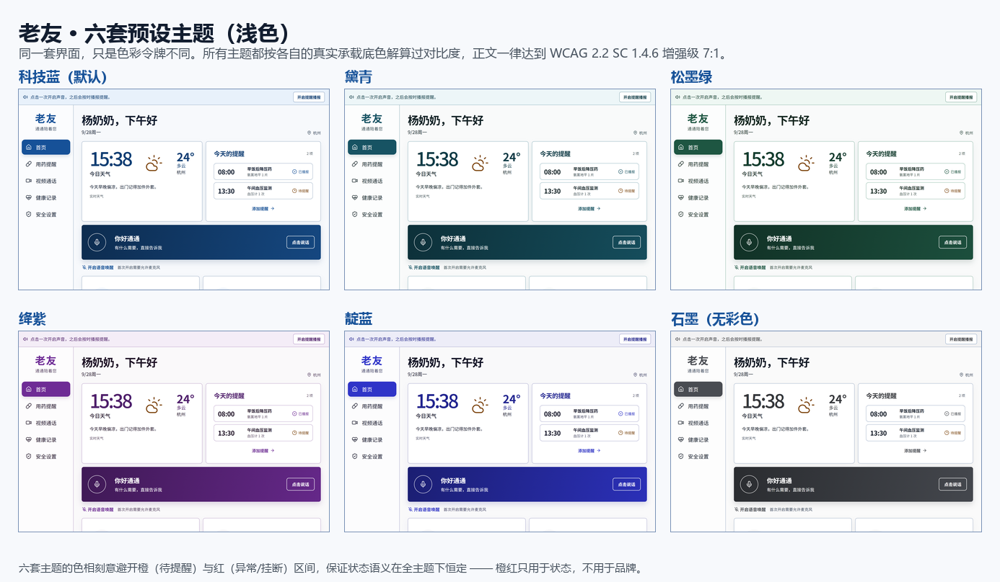 老友 • 六套预设主题（浅色）
同一套界面，只是色彩令牌不同。所有主题都按各自的真实承载底色解算过对比度，正文一律达到 WCAG 2.2 SC 1.4.6 增强级 7:1。
科技蓝（默认）
点击一次开启声音，之后会按时播报提醒。
开启提醒播报
老友
通通陪着您
首页
用药提醒
视频通话
健康记录
安全设置
杨奶奶，下午好
9/28周一
杭州
15:38
24°
多云
杭州
今日天气
今天早晚偏凉，出门记得加件外套。
实时天气
今天的提醒
2 项
08:00
早饭后降压药
氨氯地平 1 片
已播报
13:30
午间血压监测
血压计 1 次
待提醒
添加提醒 →
你好通通
有什么需要，直接告诉我
点击说话
开启语音唤醒 首次开启需要允许麦克风
黛青
点击一次开启声音，之后会按时播报提醒。
开启提醒播报
老友
通通陪着您
首页
用药提醒
视频通话
健康记录
安全设置
杨奶奶，下午好
9/28周一
杭州
15:38
24°
多云
杭州
今日天气
今天早晚偏凉，出门记得加件外套。
实时天气
今天的提醒
2 项
08:00
早饭后降压药
氨氯地平 1 片
已播报
13:30
午间血压监测
血压计 1 次
待提醒
添加提醒 →
你好通通
有什么需要，直接告诉我
点击说话
开启语音唤醒 首次开启需要允许麦克风
松墨绿
点击一次开启声音，之后会按时播报提醒。
开启提醒播报
老友
通通陪着您
首页
用药提醒
视频通话
健康记录
安全设置
杨奶奶，下午好
9/28周一
杭州
15:38
24°
多云
杭州
今日天气
今天早晚偏凉，出门记得加件外套。
实时天气
今天的提醒
2 项
08:00
早饭后降压药
氨氯地平 1 片
已播报
13:30
午间血压监测
血压计 1 次
待提醒
添加提醒 →
你好通通
有什么需要，直接告诉我
点击说话
开启语音唤醒 首次开启需要允许麦克风
绛紫
点击一次开启声音，之后会按时播报提醒。
开启提醒播报
老友
通通陪着您
首页
用药提醒
视频通话
健康记录
安全设置
杨奶奶，下午好
9/28周一
杭州
15:38
24°
多云
杭州
今日天气
今天早晚偏凉，出门记得加件外套。
实时天气
今天的提醒
2 项
08:00
早饭后降压药
氨氯地平 1 片
已播报
13:30
午间血压监测
血压计 1 次
待提醒
添加提醒 →
你好通通
有什么需要，直接告诉我
点击说话
开启语音唤醒 首次开启需要允许麦克风
靛蓝
点击一次开启声音，之后会按时播报提醒。
开启提醒播报
老友
通通陪着您
首页
用药提醒
视频通话
健康记录
安全设置
杨奶奶，下午好
9/28周一
杭州
15:38
24°
多云
杭州
今日天气
今天早晚偏凉，出门记得加件外套。
实时天气
今天的提醒
2 项
08:00
早饭后降压药
氨氯地平 1 片
已播报
13:30
午间血压监测
血压计 1 次
待提醒
添加提醒 →
你好通通
有什么需要，直接告诉我
点击说话
开启语音唤醒 首次开启需要允许麦克风
石墨（无彩色）
点击一次开启声音，之后会按时播报提醒。
开启提醒播报
老友
通通陪着您
首页
用药提醒
视频通话
健康记录
安全设置
杨奶奶，下午好
9/28周一
杭州
15:38
24°
多云
杭州
今日天气
今天早晚偏凉，出门记得加件外套。
实时天气
今天的提醒
2 项
08:00
早饭后降压药
氨氯地平 1 片
已播报
13:30
午间血压监测
血压计 1 次
待提醒
添加提醒 →
你好通通
有什么需要，直接告诉我
点击说话
开启语音唤醒 首次开启需要允许麦克风
六套主题的色相刻意避开橙（待提醒）与红（异常/挂断）区间，保证状态语义在全主题下恒定 —— 橙红只用于状态，不用于品牌。